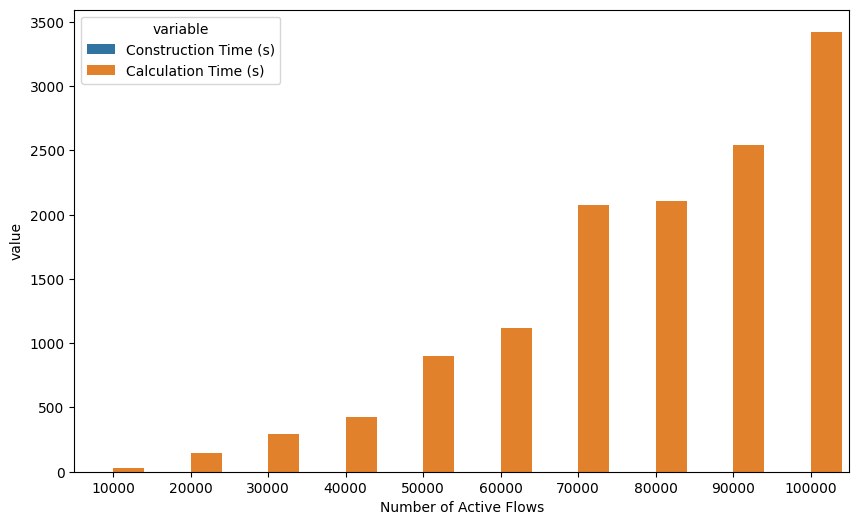 variable
Construction Time (s)
Calculation Time (s)
3500
3000
2500
2000
1500
1000
500
0
value
10000 20000 30000 40000 50000 60000 70000 80000 90000 100000
Number of Active Flows